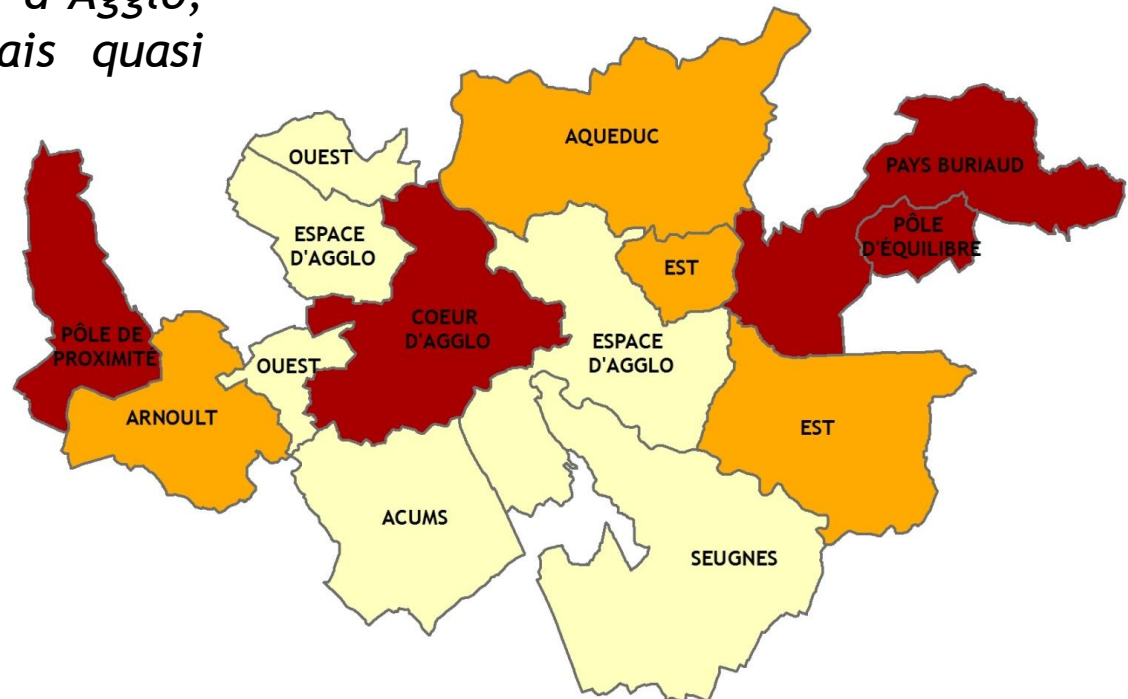 d'Agglo,
ais quasi
AQUEDUC
OUEST
PAYS BURIAUD
ESPACE
D'AGGLO
PÔLE
D'ÉQUILIBRE
EST
PÔLE DE
PROXIMITÉ
COEUR
D'AGGLO
ESPACE
D'AGGLO
OUEST
ARNOULT
EST
ACUMS
SEUGNES